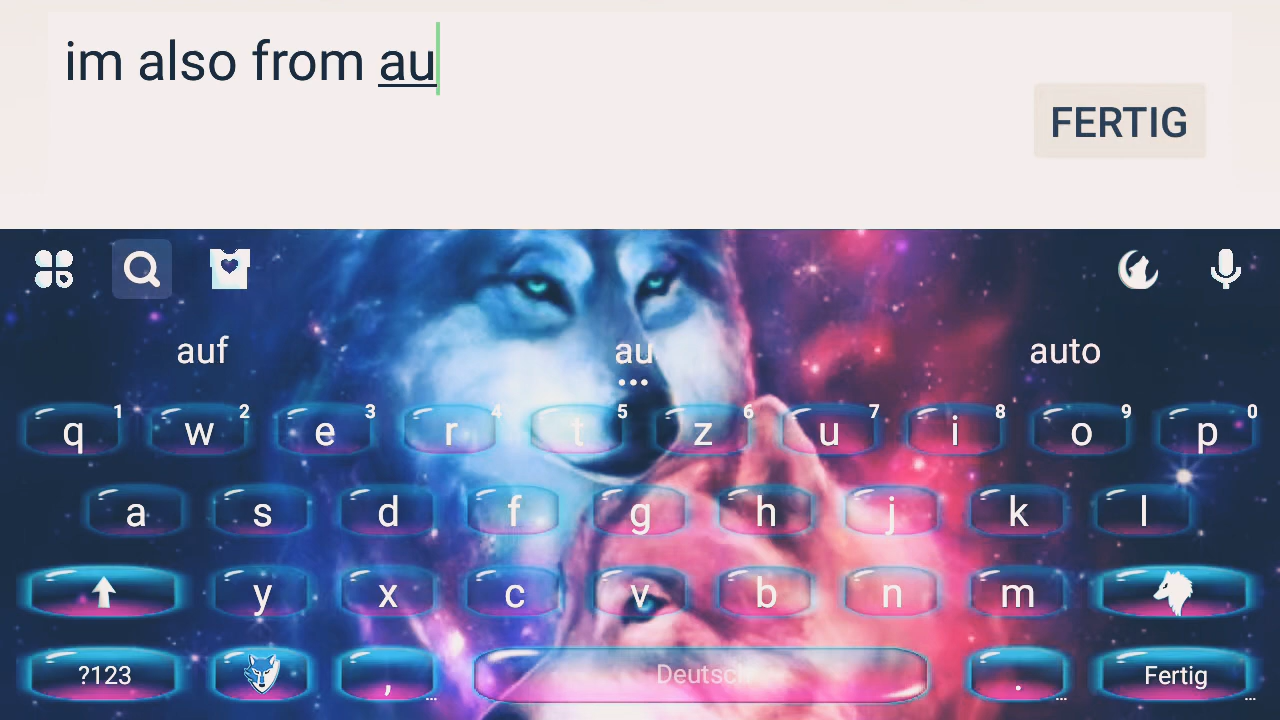 im also from au
FERTIG
auf au auto
q 1 w 2 e 3 r 4 t 5 z 6 u 7 i 8 o 9 p 0
a s d f g h j k l
y x c v b n m
?123 , Deutsch . Fertig